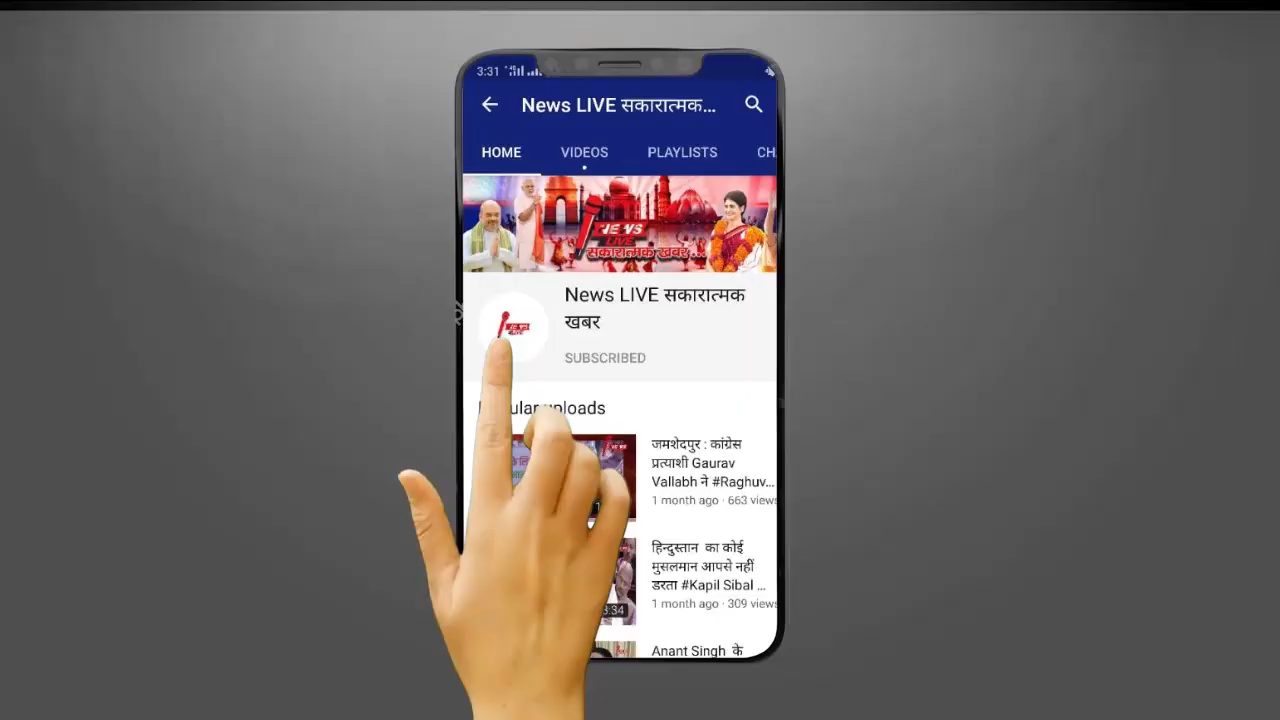 3:31
News LIVE सकारात्मक...
HOME VIDEOS PLAYLISTS CH
NEWS
LIVE
सकारात्मक खबर ...
News LIVE सकारात्मक
खबर
NEWS
LIVE
SUBSCRIBED
uploads
जमशेदपुर : कांग्रेस
प्रत्याशी Gaurav
Vallabh ने #Raghuv...
1 month ago · 663 views
हिन्दुस्तान का कोई
मुसलमान आपसे नहीं
डरता #Kapil Sibal ...
1 month ago · 309 views
3:34
Anant Singh के